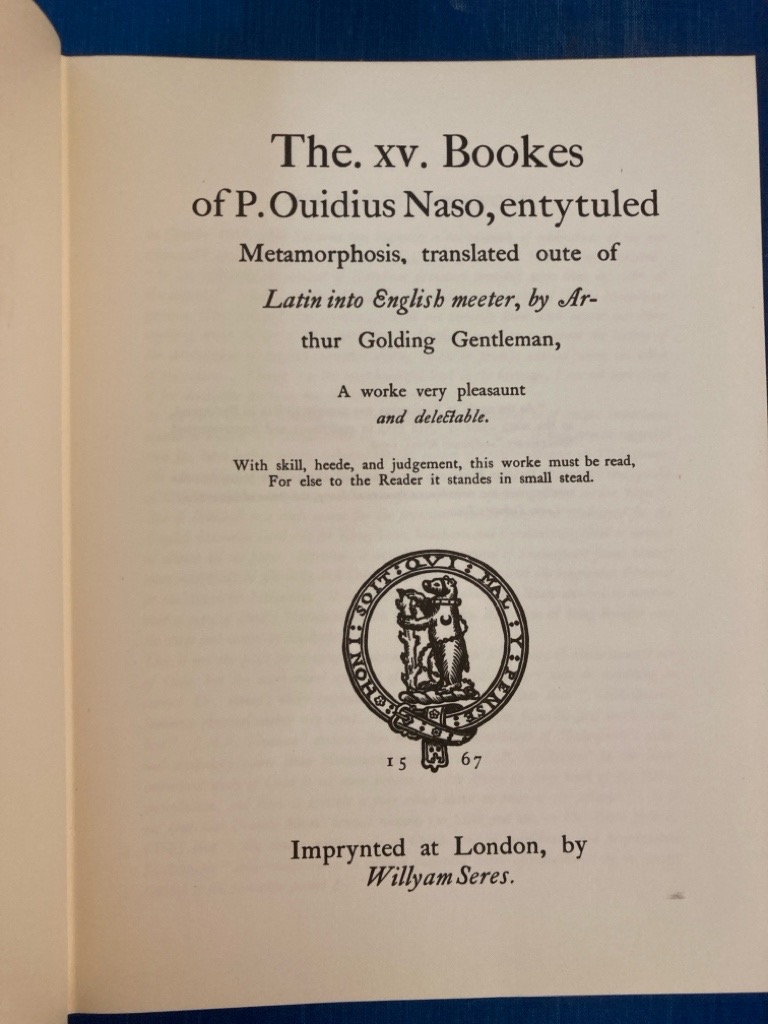 The. xv. Bookes
of P. Ouidius Naso, entytuled
Metamorphosis, translated oute of
Latin into English meeter, by Ar-
thur Golding Gentleman,
A worke very pleasaunt
and delectable.
With skill, heede, and judgement, this worke must be read,
For else to the Reader it standes in small stead.
HONI : SOIT : QVI : MAL : Y : PENSE
15 67
Imprynted at London, by
Willyam Seres.